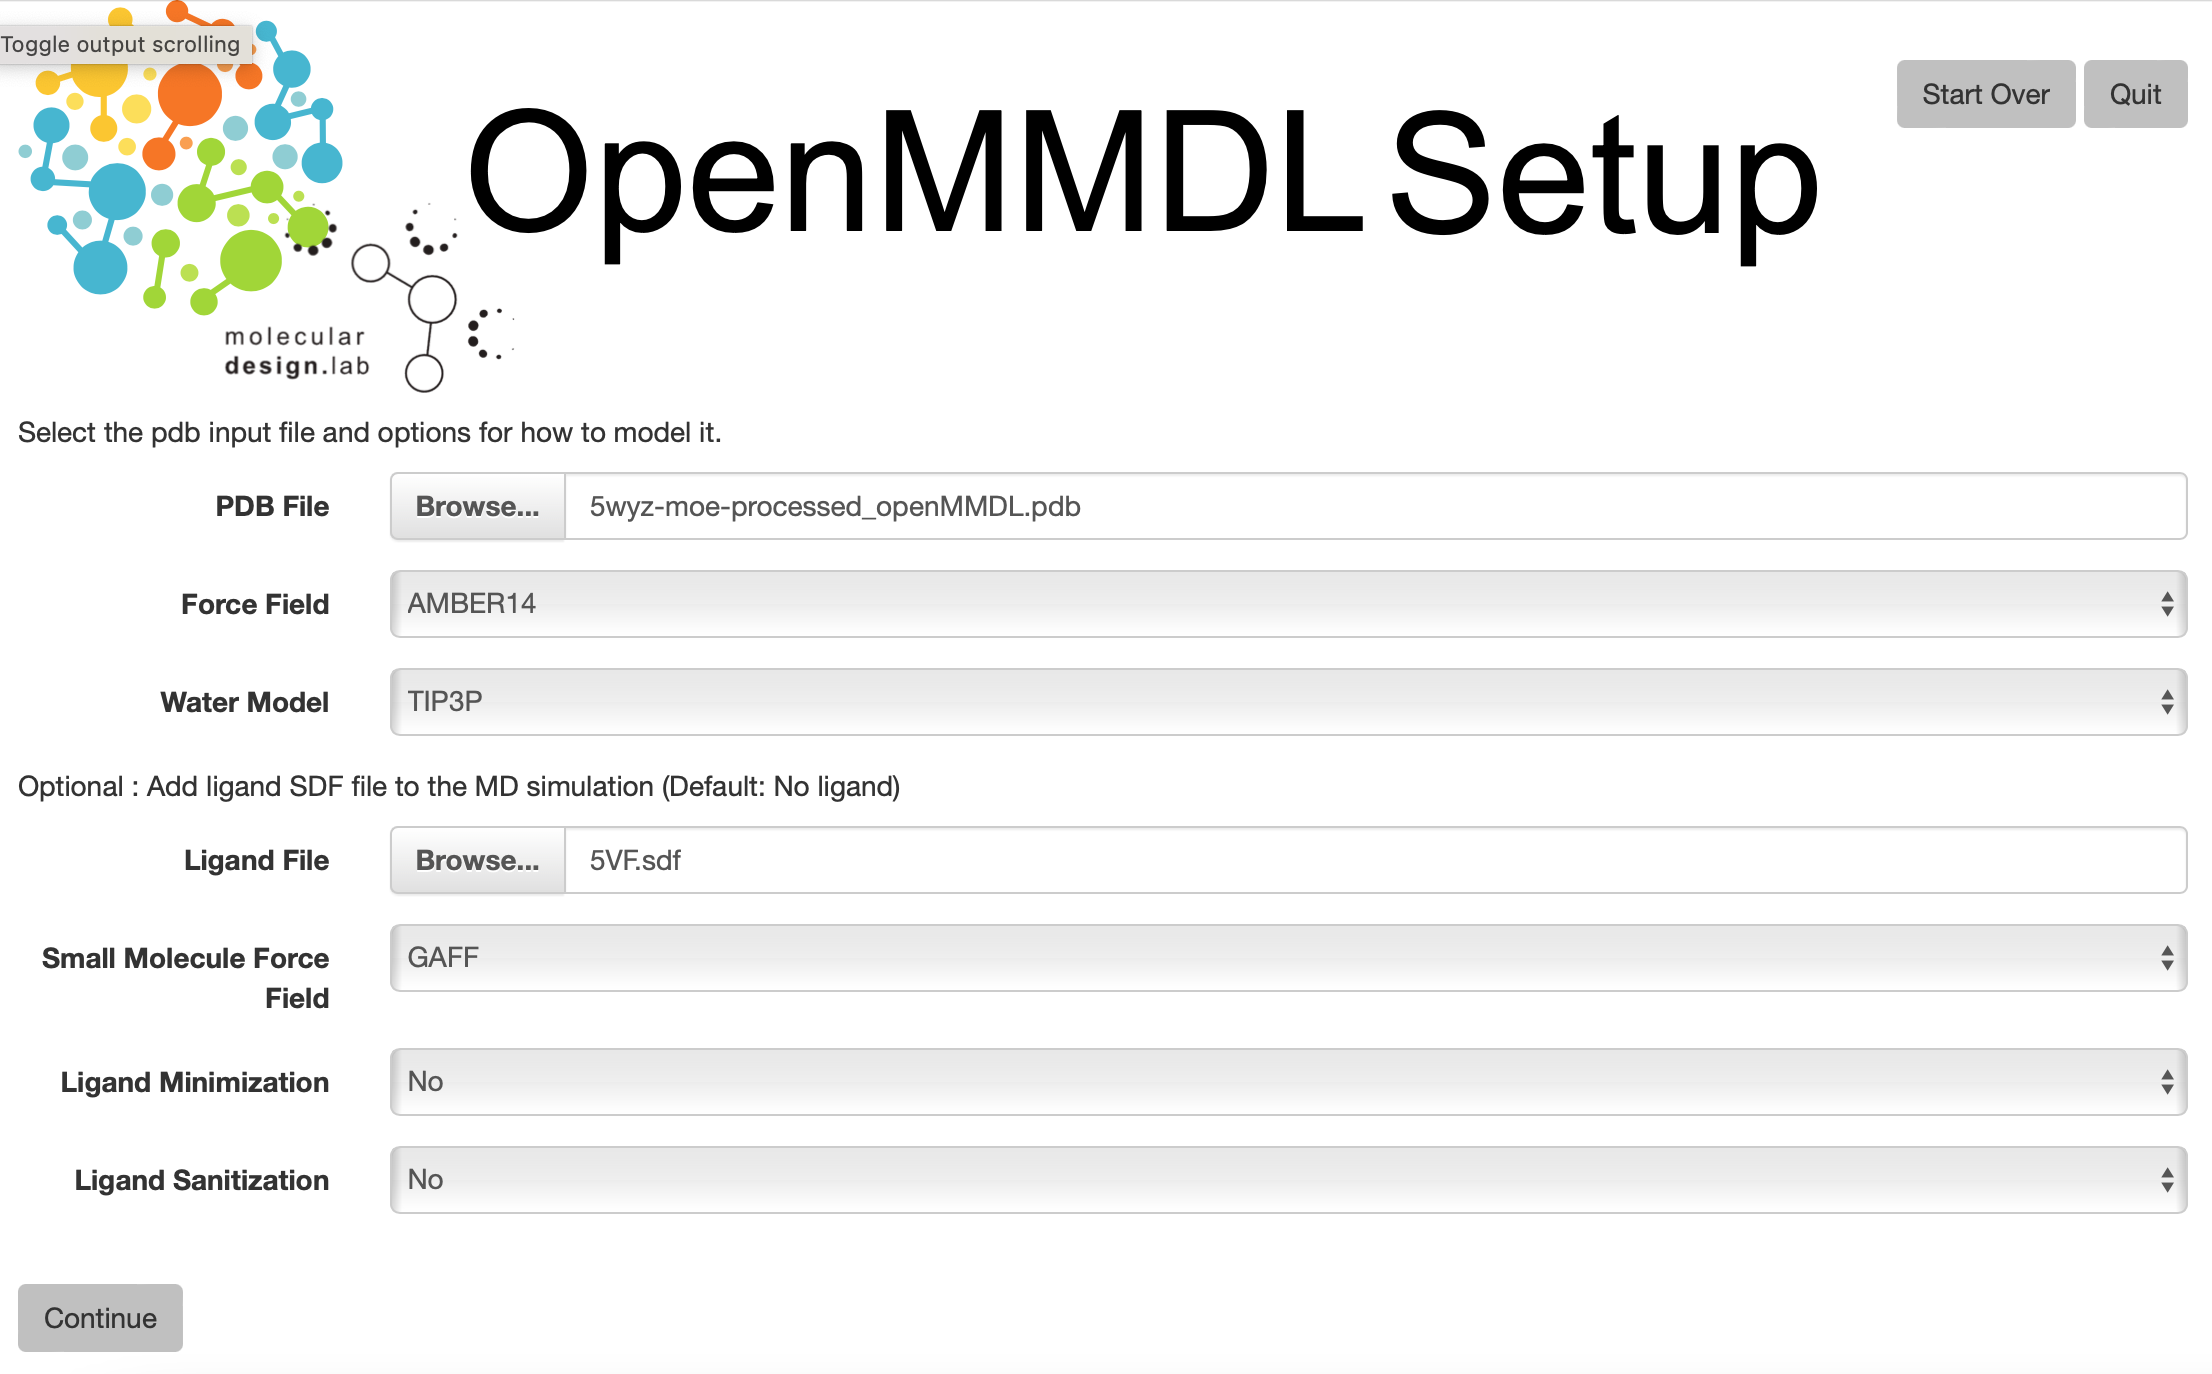 Toggle output scrolling
Start Over
Quit
OpenMMDL Setup
molecular
design.lab
Select the pdb input file and options for how to model it.
PDB File
Browse...
5wyz-moe-processed_openMMDL.pdb
Force Field
AMBER14
Water Model
TIP3P
Optional : Add ligand SDF file to the MD simulation (Default: No ligand)
Ligand File
Browse...
5VF.sdf
Small Molecule Force
Field
GAFF
Ligand Minimization
No
Ligand Sanitization
No
Continue